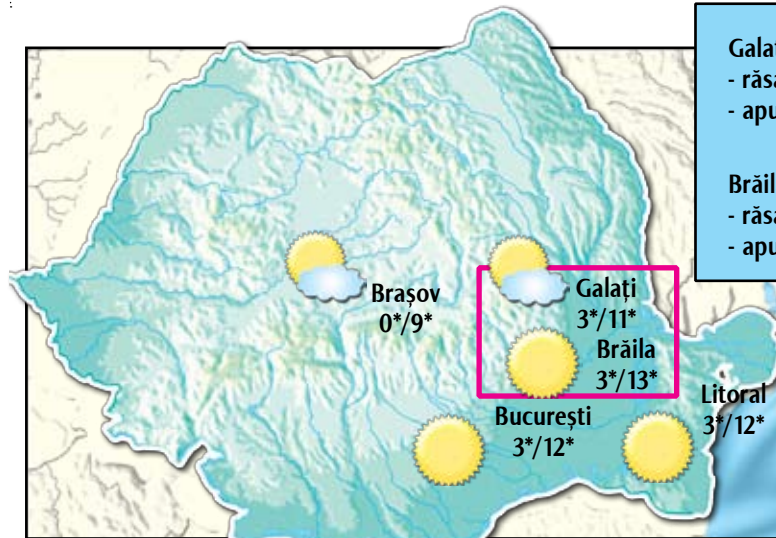 Brașov
0*/9*
Galați
3*/11*
Brăila
3*/13*
București
3*/12*
Litoral
3*/12*